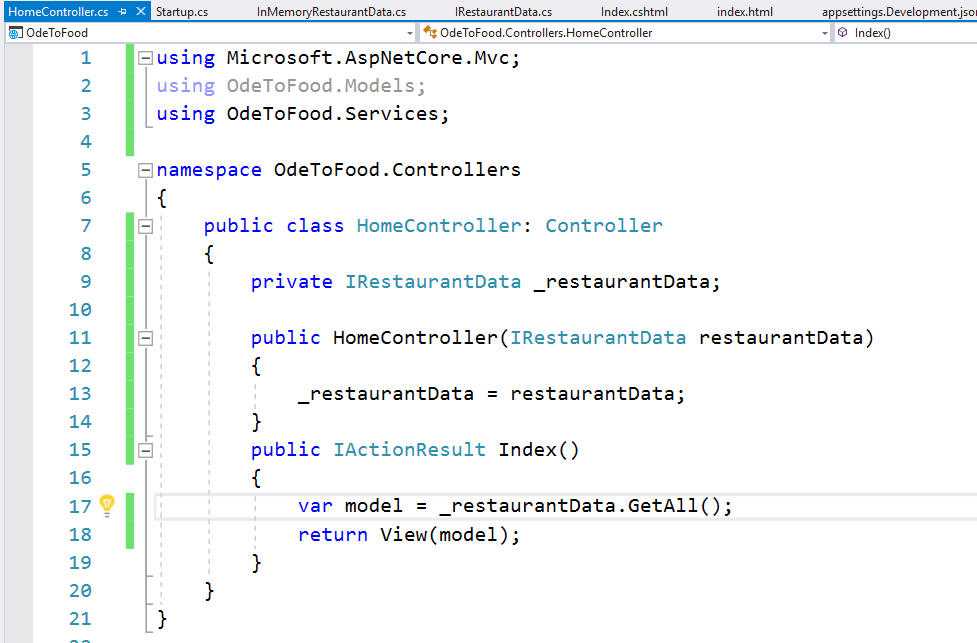 HomeController.cs Startup.cs InMemoryRestaurantData.cs IRestaurantData.cs Index.cshtml index.html appsettings.Development.json
OdeToFood OdeToFood.Controllers.HomeController Index()
1 using Microsoft.AspNetCore.Mvc;
2 using OdeToFood.Models;
3 using OdeToFood.Services;
4
5 namespace OdeToFood.Controllers
6 {
7 public class HomeController: Controller
8 {
9 private IRestaurantData _restaurantData;
10
11 public HomeController(IRestaurantData restaurantData)
12 {
13 _restaurantData = restaurantData;
14 }
15 public IActionResult Index()
16 {
17 var model = _restaurantData.GetAll();
18 return View(model);
19 }
20 }
21 }